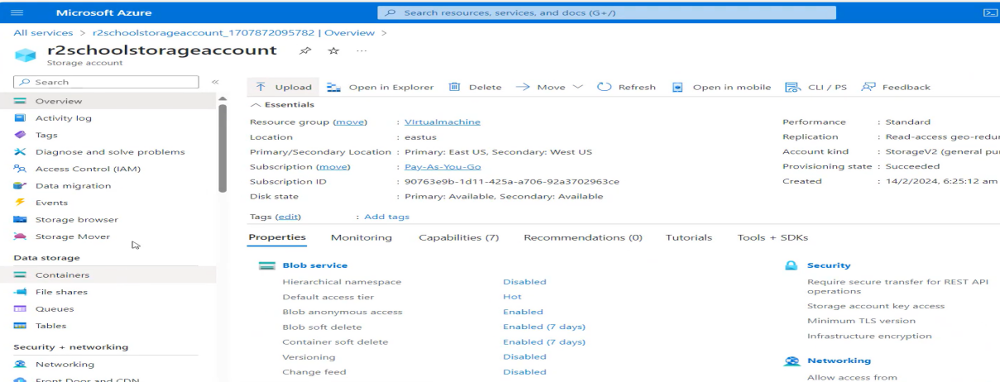 Microsoft Azure
Search resources, services, and docs (G+/)
All services > r2schoolstorageaccount_1707872095782 | Overview >
r2schoolstorageaccount
Storage account
Search
Overview
Activity log
Tags
Diagnose and solve problems
Access Control (IAM)
Data migration
Events
Storage browser
Storage Mover
Data storage
Containers
File shares
Queues
Tables
Security + networking
Networking
Front Door and CDN
Upload Open in Explorer Delete Move Refresh Open in mobile CLI / PS Feedback
Essentials
Resource group (move) : VIrtualmachine
Location : eastus
Primary/Secondary Location : Primary: East US, Secondary: West US
Subscription (move) : Pay-As-You-Go
Subscription ID : 90763e9b-1d11-425a-a706-92a3702963ce
Disk state : Primary: Available, Secondary: Available
Tags (edit) : Add tags
Performance : Standard
Replication : Read-access geo-redu
Account kind : StorageV2 (general pur
Provisioning state : Succeeded
Created : 14/2/2024, 6:25:12 am
Properties Monitoring Capabilities (7) Recommendations (0) Tutorials Tools + SDKs
Blob service
Hierarchical namespace Disabled
Default access tier Hot
Blob anonymous access Enabled
Blob soft delete Enabled (7 days)
Container soft delete Enabled (7 days)
Versioning Disabled
Change feed Disabled
Security
Require secure transfer for REST API
operations
Storage account key access
Minimum TLS version
Infrastructure encryption
Networking
Allow access from